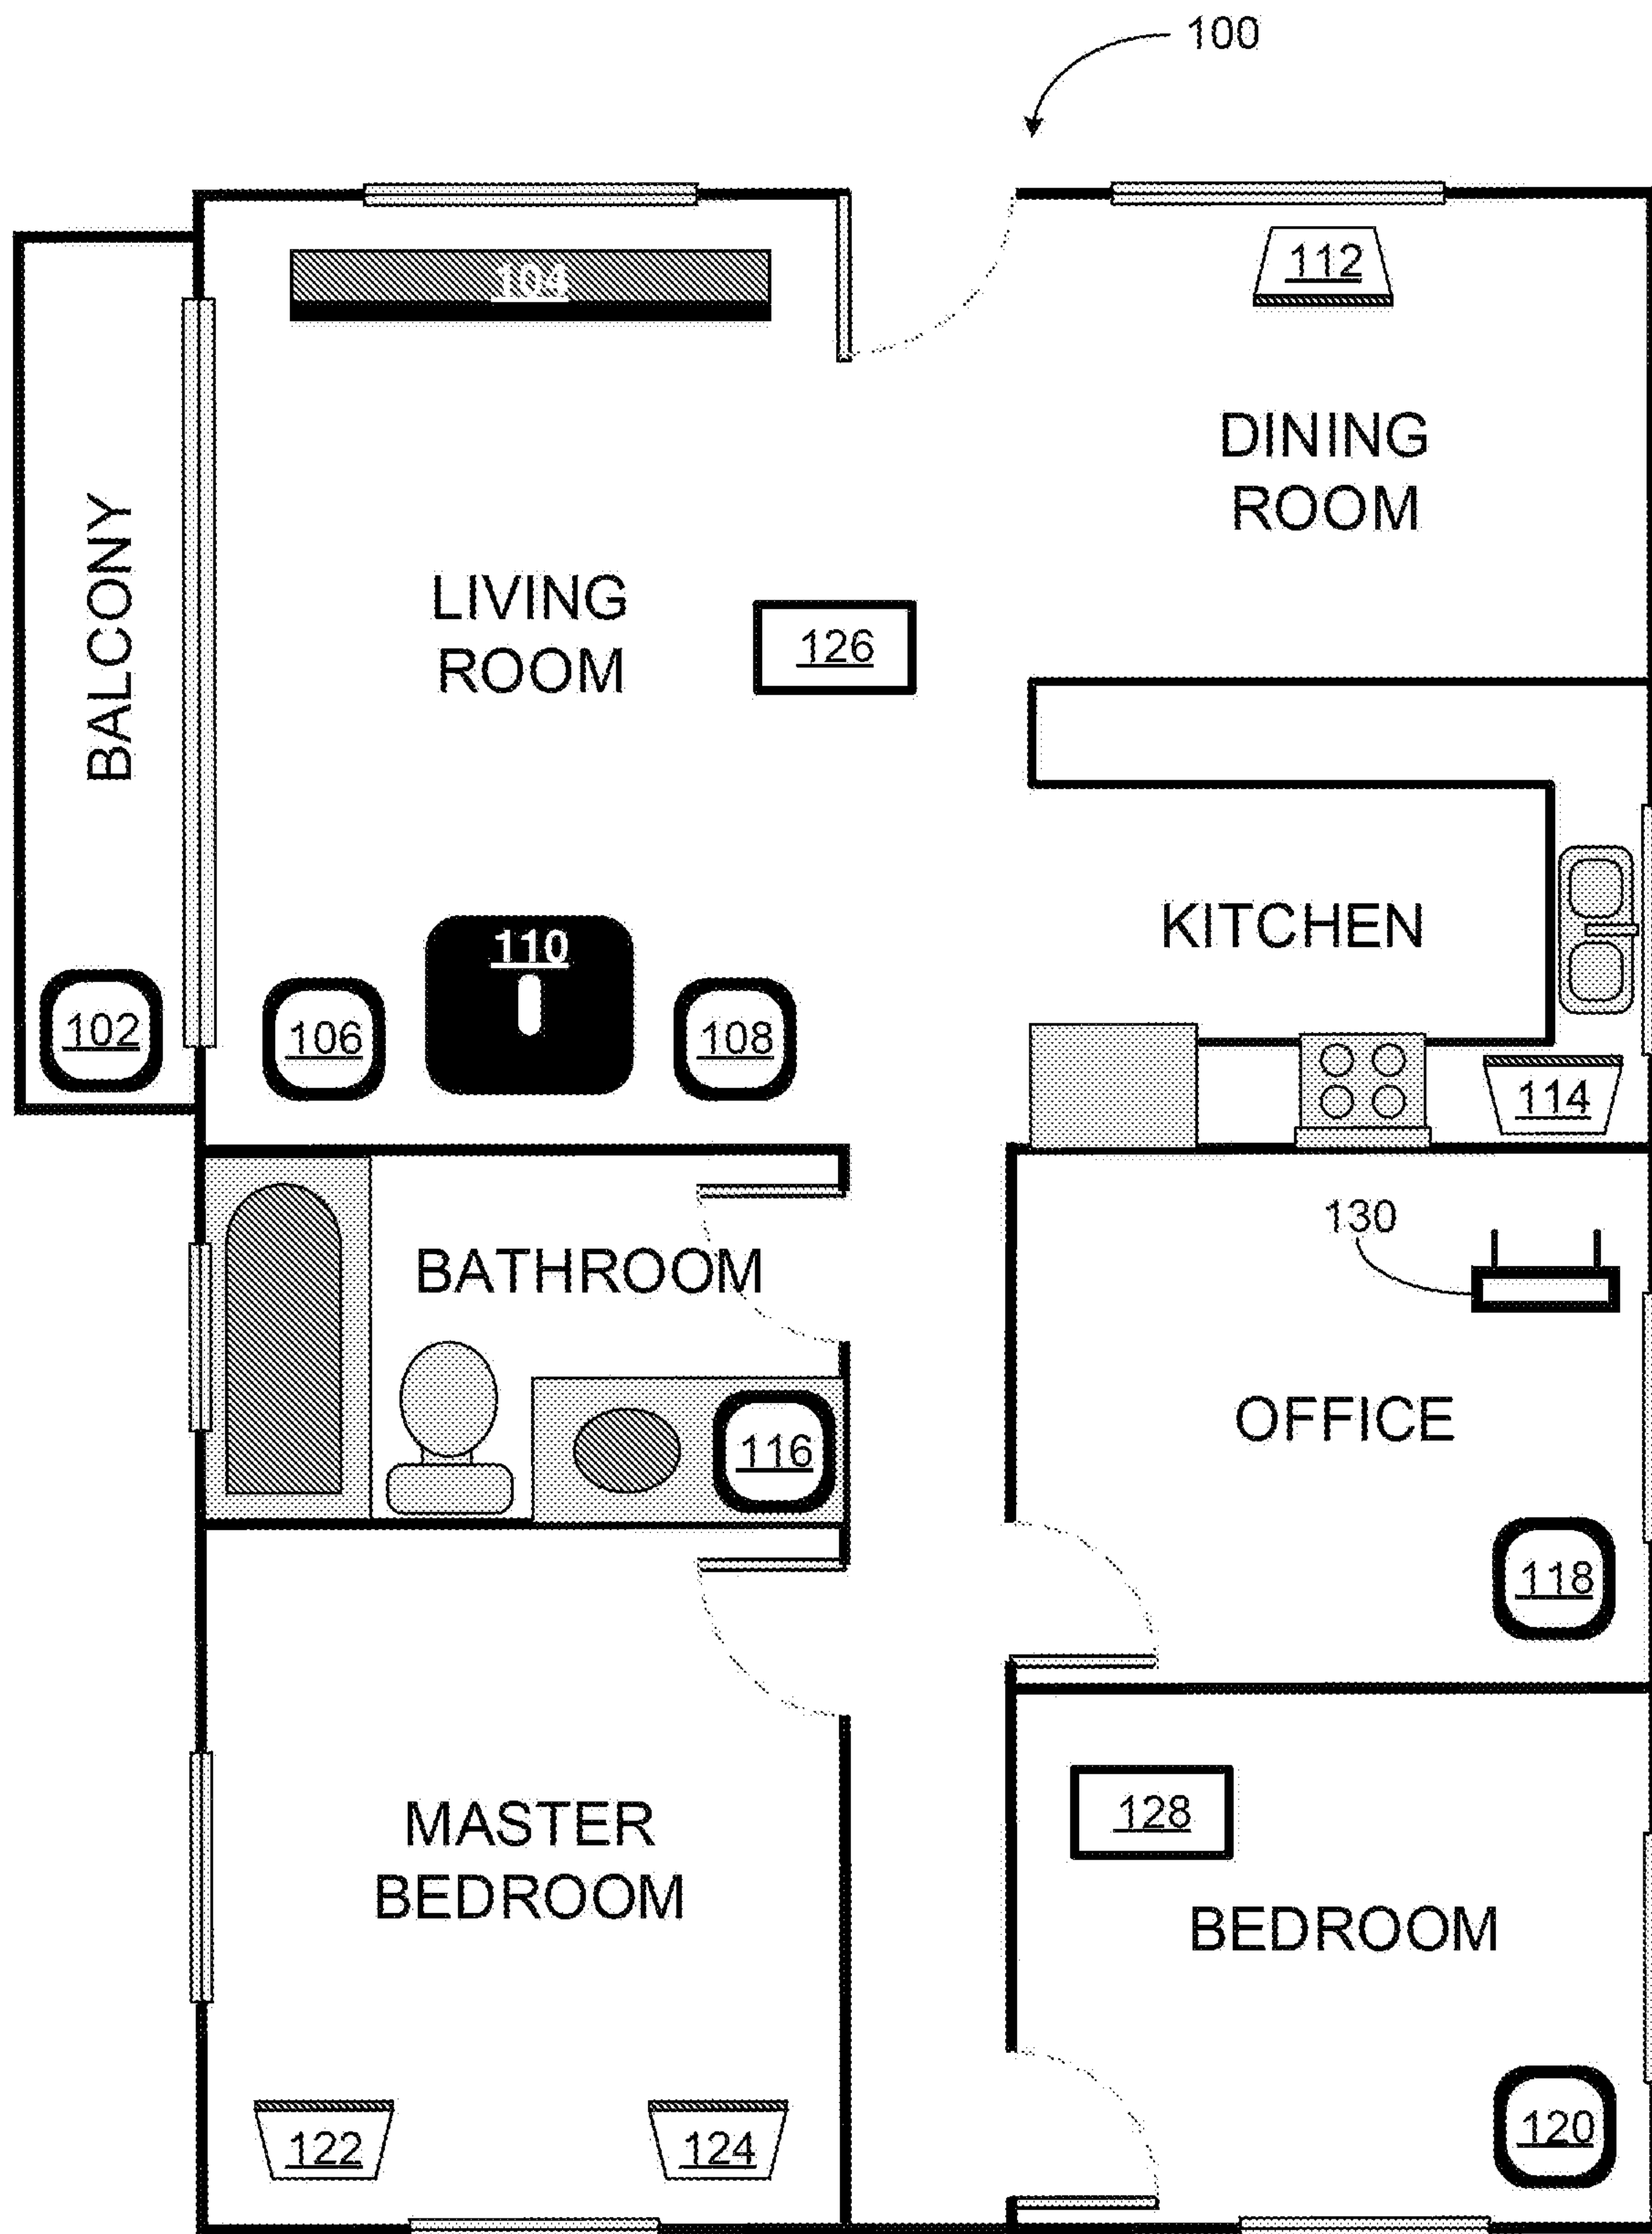 100
104
112
DINING
ROOM
BALCONY
LIVING
ROOM
126
KITCHEN
110
102
106
108
114
130
BATHROOM
OFFICE
116
118
MASTER
BEDROOM
128
BEDROOM
122
124
120